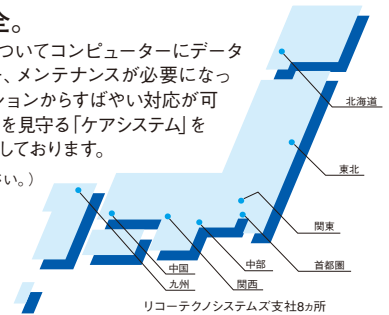 全。
ついてコンピューターにデータ
、メンテナンスが必要になっ
ションからすばやい対応が可
を見守る「ケアシステム」を
しております。
さい。)
北海道
東北
関東
首都圏
中部
関西
中国
九州
リコーテクノシステムズ支社8ヵ所